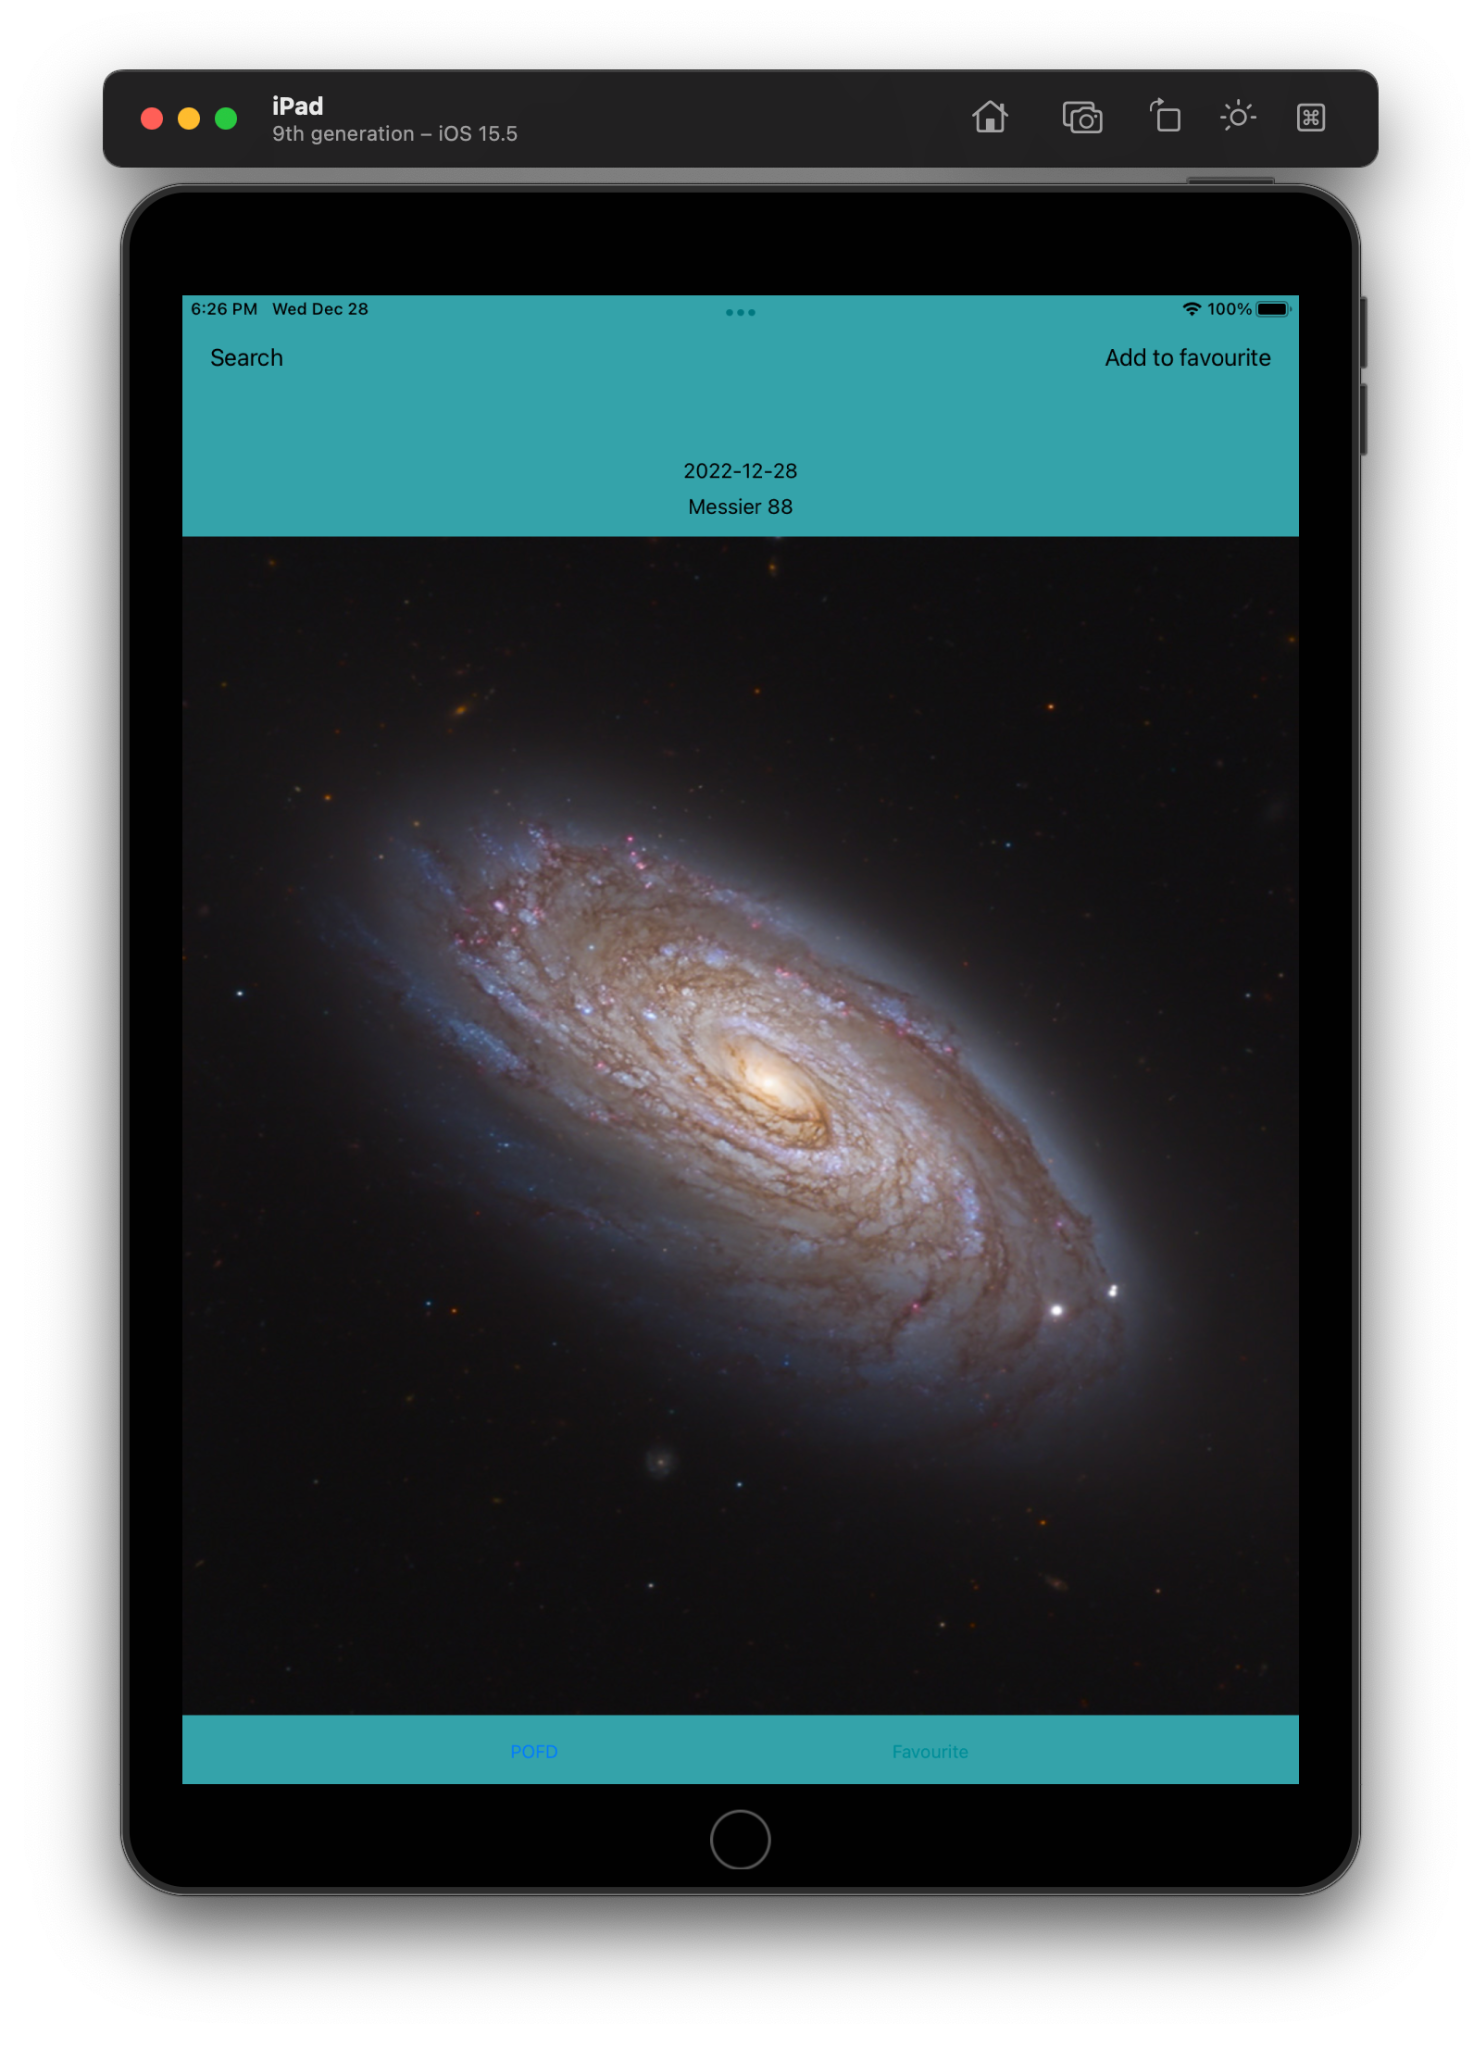 iPad
9th generation – iOS 15.5
6:26 PM Wed Dec 28
100%
Search
Add to favourite
2022-12-28
Messier 88
POFD
Favourite